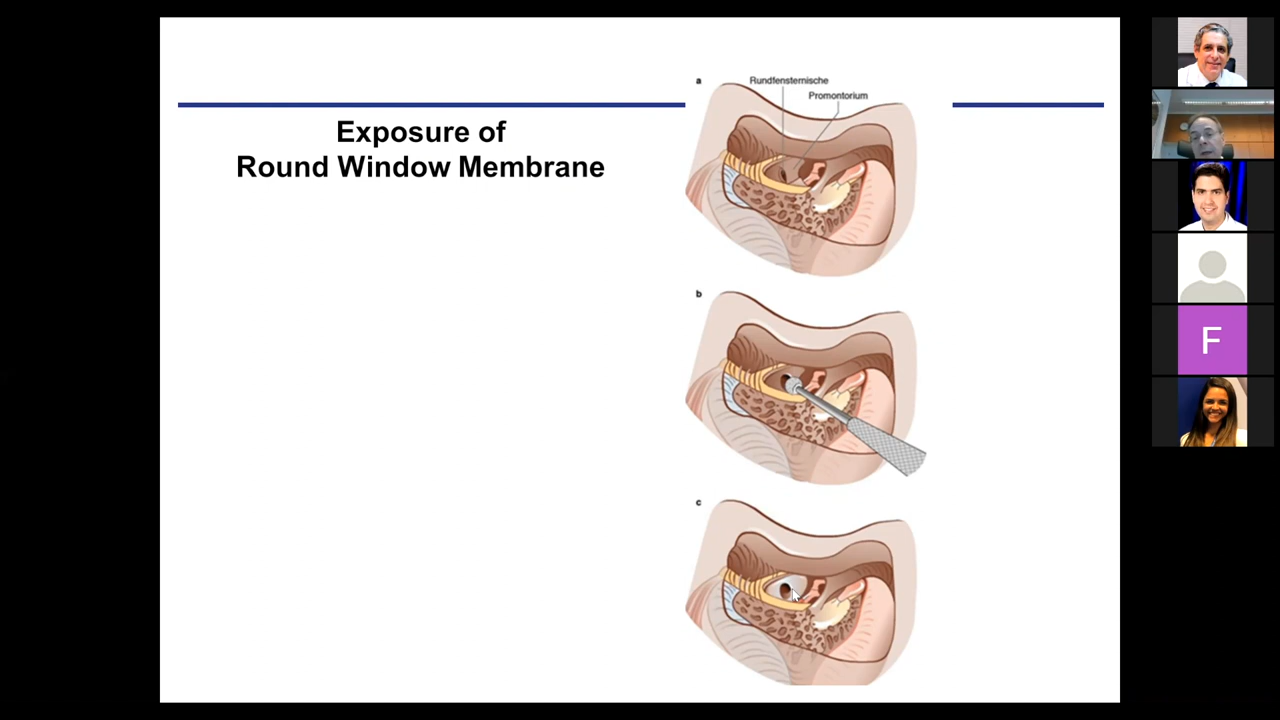 Exposure of
Round Window Membrane
a
Rundfensternische
Promontorium
b
c
F